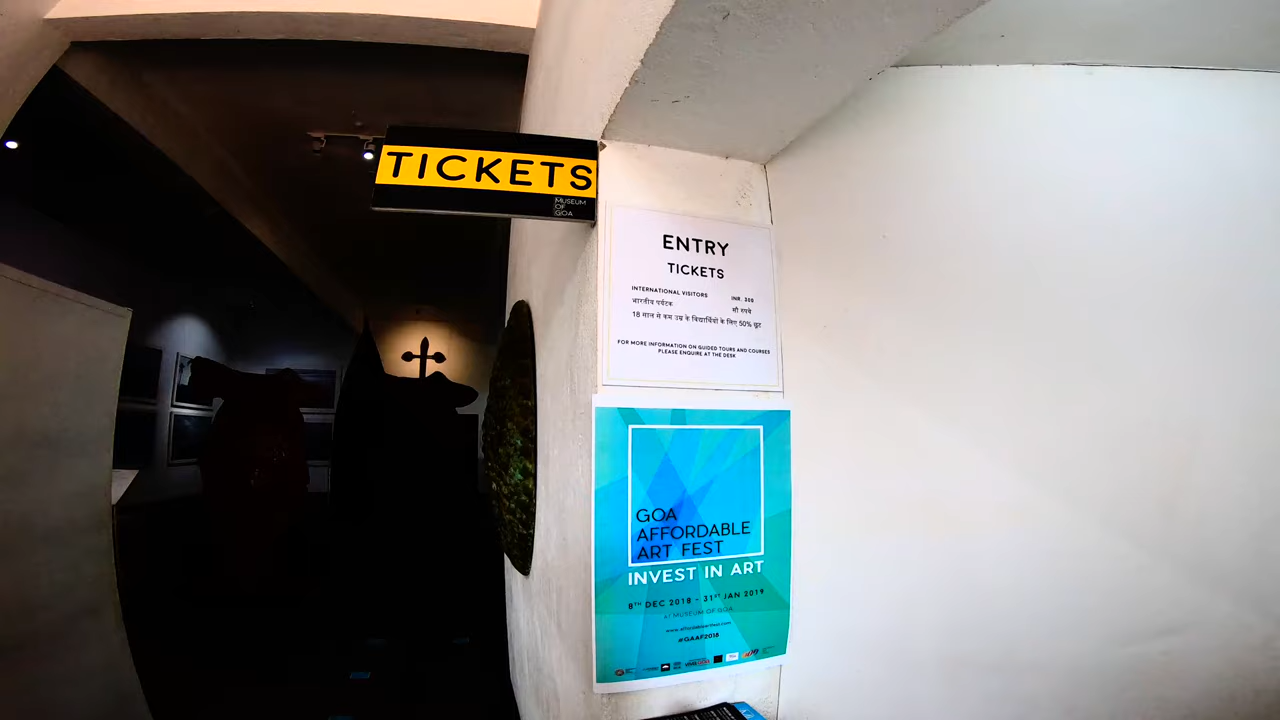 TICKETS
MUSEUM
OF
GOA
ENTRY
TICKETS
INTERNATIONAL VISITORS INR. 300
भारतीय पर्यटक सौ रुपये
18 साल से कम उम्र के विद्यार्थियों के लिए 50% छूट
FOR MORE INFORMATION ON GUIDED TOURS AND COURSES
PLEASE ENQUIRE AT THE DESK
GOA
AFFORDABLE
ART FEST
INVEST IN ART
8TH DEC 2018 - 31ST JAN 2019
AT MUSEUM OF GOA
#GAAF2018